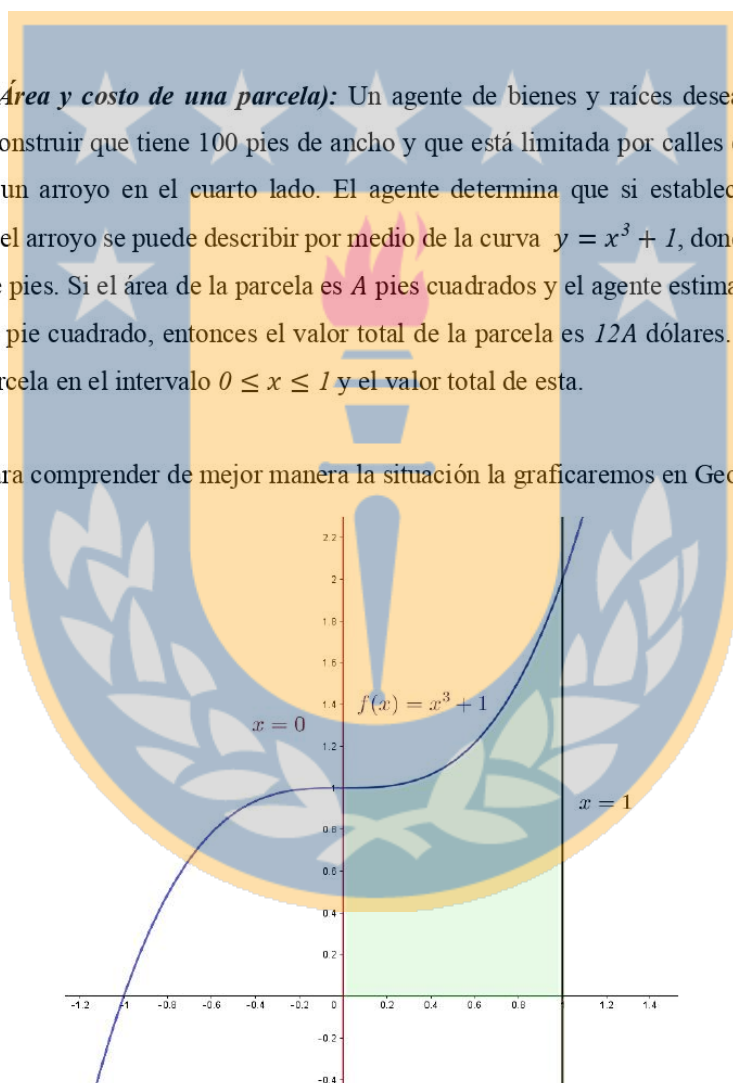 Área y costo de una parcela): Un agente de bienes y raíces desea
onstruir que tiene 100 pies de ancho y que está limitada por calles
un arroyo en el cuarto lado. El agente determina que si establec
el arroyo se puede describir por medio de la curva y = x³ + 1, don
pies. Si el área de la parcela es A pies cuadrados y el agente estima
pie cuadrado, entonces el valor total de la parcela es 12A dólares.
rcela en el intervalo 0 ≤ x ≤ 1 y el valor total de esta.
ra comprender de mejor manera la situación la graficaremos en Geo
2.2
2
1.8
1.6
1.4 f(x) = x³ + 1
x = 0
1.2
1
x = 1
0.8
0.6
0.4
0.2
-1.2 -1 -0.8 -0.6 -0.4 -0.2 0 0.2 0.4 0.6 0.8 1 1.2 1.4
-0.2
-0.4